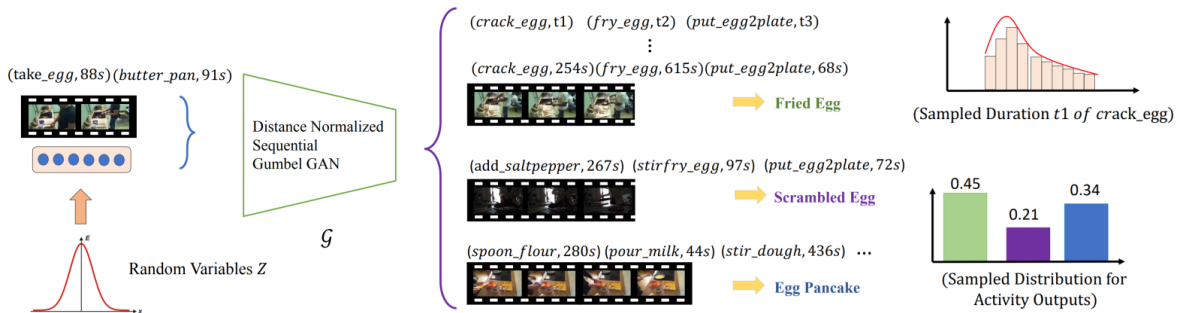 (take_egg, 88s)(butter_pan, 91s)
Random Variables Z
Distance Normalized
Sequential
Gumbel GAN
𝒢
(crack_egg, t1) (fry_egg, t2) (put_egg2plate, t3)
⋮
(crack_egg, 254s)(fry_egg, 615s)(put_egg2plate, 68s)
Fried Egg
(add_saltpepper, 267s) (stirfry_egg, 97s) (put_egg2plate, 72s)
Scrambled Egg
(spoon_flour, 280s) (pour_milk, 44s) (stir_dough, 436s) ...
Egg Pancake
(Sampled Duration t1 of crack_egg)
0.45
0.21
0.34
(Sampled Distribution for
Activity Outputs)